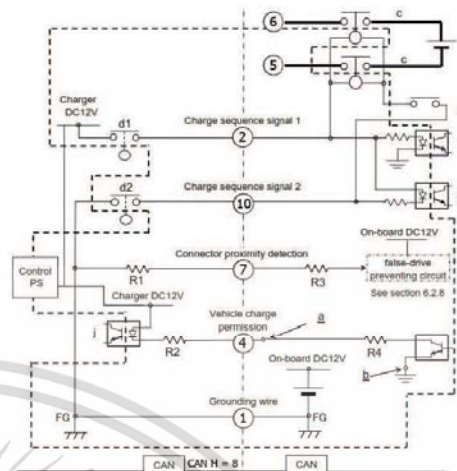 6
c
5
c
Charger
DC12V
d1
Charge sequence signal 1
2
d2
Charge sequence signal 2
10
On-board DC12V
Connector proximity detection
R1
7
R3
false-drive
preventing circuit
See section 6.2.8
Control
PS
Charger DC12V
Vehicle charge
permission
a
j
R2
4
R4
On-board DC12V
b
Grounding wire
FG
1
FG
CAN
CAN H = 8
CAN